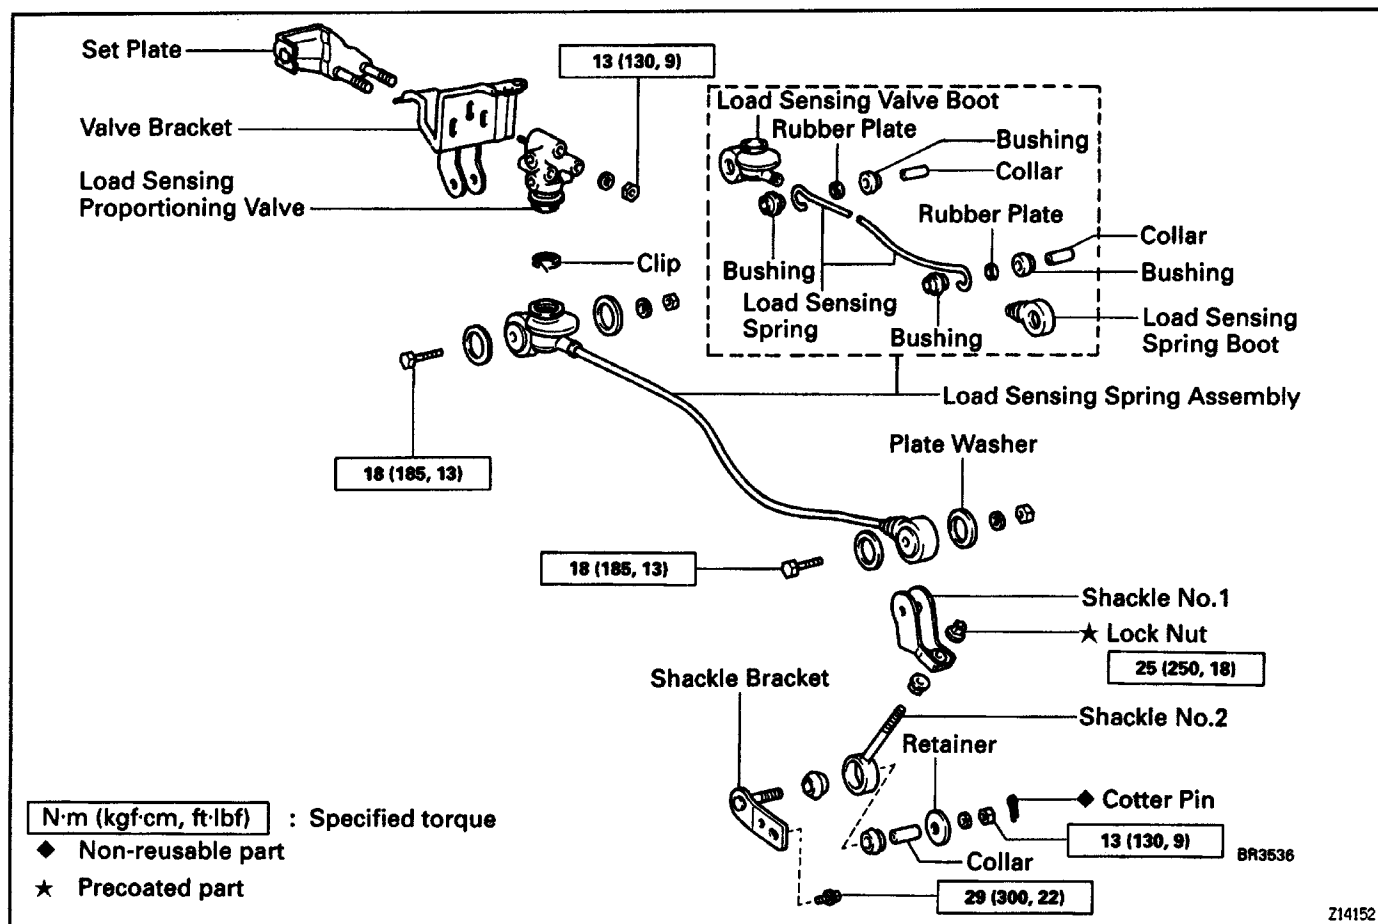 Set Plate
13 (130, 9)
Valve Bracket
Load Sensing
Proportioning Valve
Clip
Load Sensing Valve Boot
Rubber Plate
Bushing
Collar
Rubber Plate
Collar
Bushing
Bushing
Load Sensing
Spring
Bushing
Load Sensing
Spring Boot
Load Sensing Spring Assembly
18 (185, 13)
Plate Washer
18 (185, 13)
Shackle No.1
★ Lock Nut
25 (250, 18)
Shackle Bracket
Shackle No.2
Retainer
◆ Cotter Pin
13 (130, 9)
Collar
29 (300, 22)
N·m (kgf·cm, ft·lbf) : Specified torque
◆ Non-reusable part
★ Precoated part
BR3536
Z14152